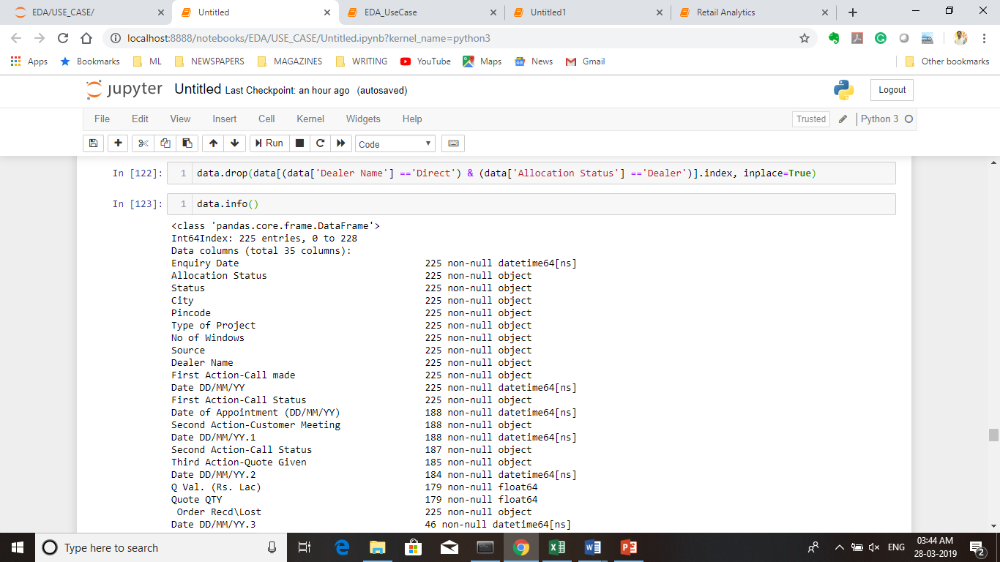 EDA/USE_CASE/
Untitled
EDA_UseCase
Untitled1
Retail Analytics
localhost:8888/notebooks/EDA/USE_CASE/Untitled.ipynb?kernel_name=python3
Apps Bookmarks ML NEWSPAPERS MAGAZINES WRITING YouTube Maps News Gmail Other bookmarks
jupyter Untitled Last Checkpoint: an hour ago (autosaved) Logout
File Edit View Insert Cell Kernel Widgets Help Trusted Python 3
Run Code
In [122]: 1 data.drop(data[(data['Dealer Name'] =='Direct') & (data['Allocation Status'] =='Dealer')].index, inplace=True)
In [123]: 1 data.info()
<class 'pandas.core.frame.DataFrame'>
Int64Index: 225 entries, 0 to 228
Data columns (total 35 columns):
Enquiry Date 225 non-null datetime64[ns]
Allocation Status 225 non-null object
Status 225 non-null object
City 225 non-null object
Pincode 225 non-null object
Type of Project 225 non-null object
No of Windows 225 non-null object
Source 225 non-null object
Dealer Name 225 non-null object
First Action-Call made 225 non-null object
Date DD/MM/YY 225 non-null datetime64[ns]
First Action-Call Status 225 non-null object
Date of Appointment (DD/MM/YY) 188 non-null datetime64[ns]
Second Action-Customer Meeting 188 non-null object
Date DD/MM/YY.1 188 non-null datetime64[ns]
Second Action-Call Status 187 non-null object
Third Action-Quote Given 185 non-null object
Date DD/MM/YY.2 184 non-null datetime64[ns]
Q Val. (Rs. Lac) 179 non-null float64
Quote QTY 179 non-null float64
Order Recd\Lost 225 non-null object
Date DD/MM/YY.3 46 non-null datetime64[ns]
Type here to search
ENG
03:44 AM
28-03-2019
2